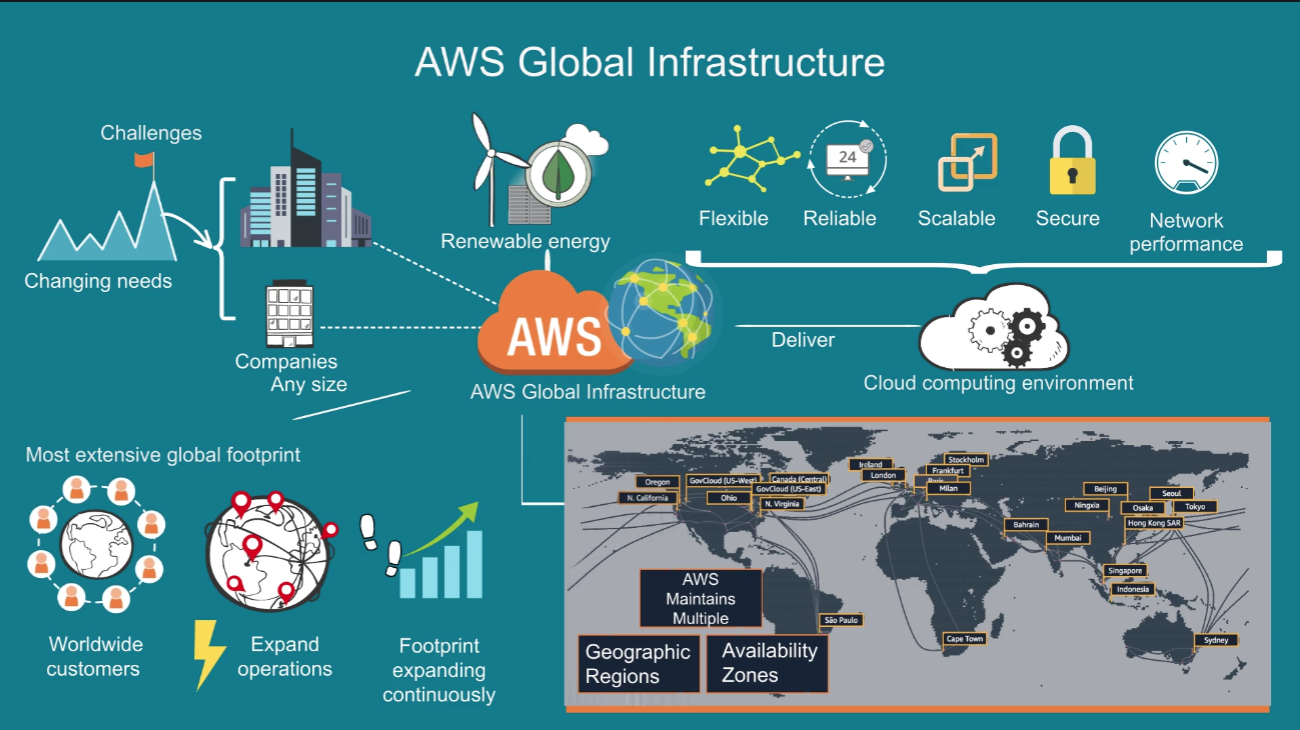 AWS Global Infrastructure
Challenges
Changing needs
Companies
Any size
Renewable energy
AWS
AWS Global Infrastructure
24
Flexible
Reliable
Scalable
Secure
Network
performance
Deliver
Cloud computing environment
Most extensive global footprint
Worldwide
customers
Expand
operations
Footprint
expanding
continuously
Oregon
GovCloud (US-West)
Canada (Central)
N. California
Ohio
GovCloud (US-East)
N. Virginia
Ireland
London
Stockholm
Frankfurt
Paris
Milan
Beijing
Seoul
Ningxia
Osaka
Tokyo
Bahrain
Hong Kong SAR
Mumbai
Singapore
Indonesia
São Paulo
Cape Town
Sydney
AWS
Maintains
Multiple
Geographic
Regions
Availability
Zones